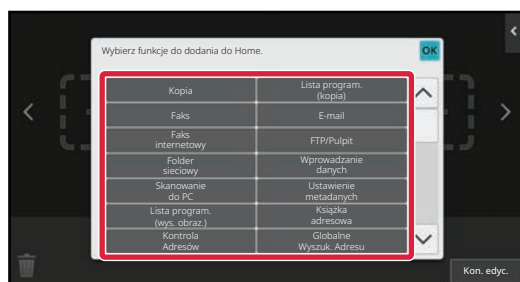 Wybierz funkcje do dodania do Home.
OK
Kopia
Lista program.
(kopia)
Faks
E-mail
Faks
internetowy
FTP/Pulpit
Folder
sieciowy
Wprowadzanie
danych
Skanowanie
do PC
Ustawienie
metadanych
Lista program.
(wys. obraz.)
Książka
adresowa
Kontrola
Adresów
Globalne
Wyszuk. Adresu
Kon. edyc.